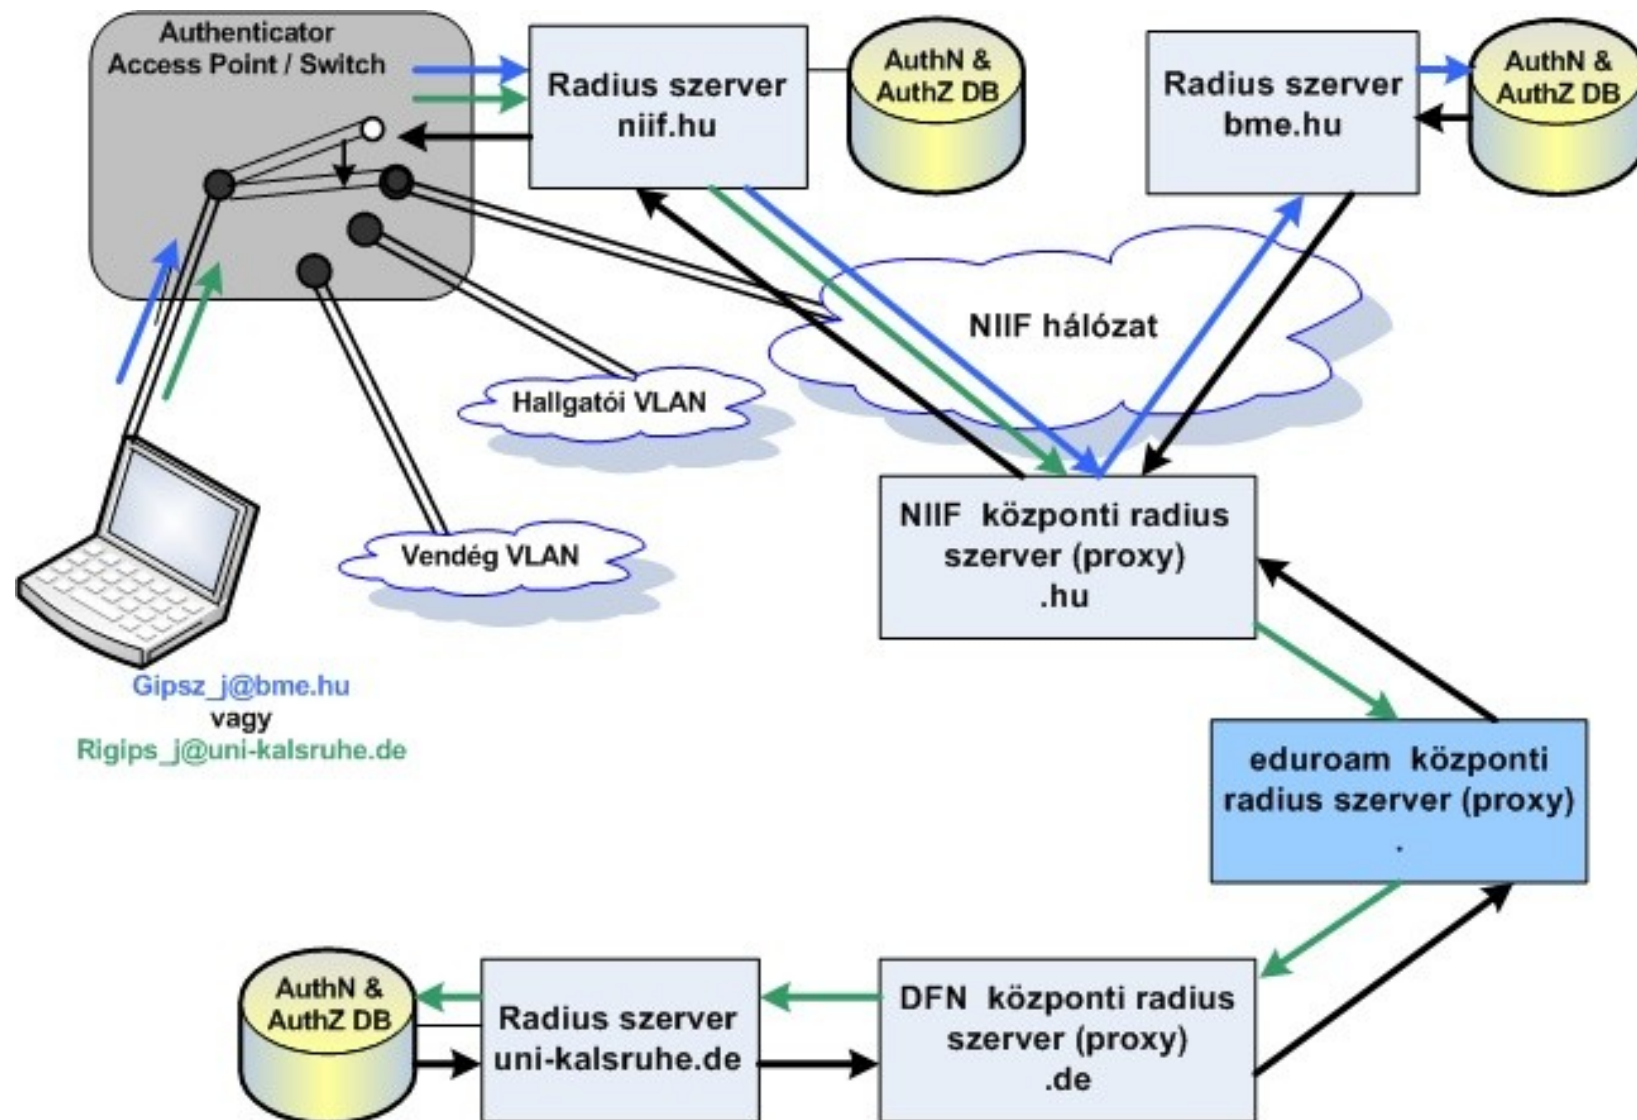 Authenticator
Access Point / Switch
Radius szerver
niif.hu
AuthN &
AuthZ DB
Radius szerver
bme.hu
AuthN &
AuthZ DB
NIIF hálózat
Hallgatói VLAN
Vendég VLAN
NIIF központi radius
szerver (proxy)
.hu
Gipsz_j@bme.hu
vagy
Rigips_j@uni-kalsruhe.de
eduroam központi
radius szerver (proxy)
.
AuthN &
AuthZ DB
Radius szerver
uni-kalsruhe.de
DFN központi radius
szerver (proxy)
.de